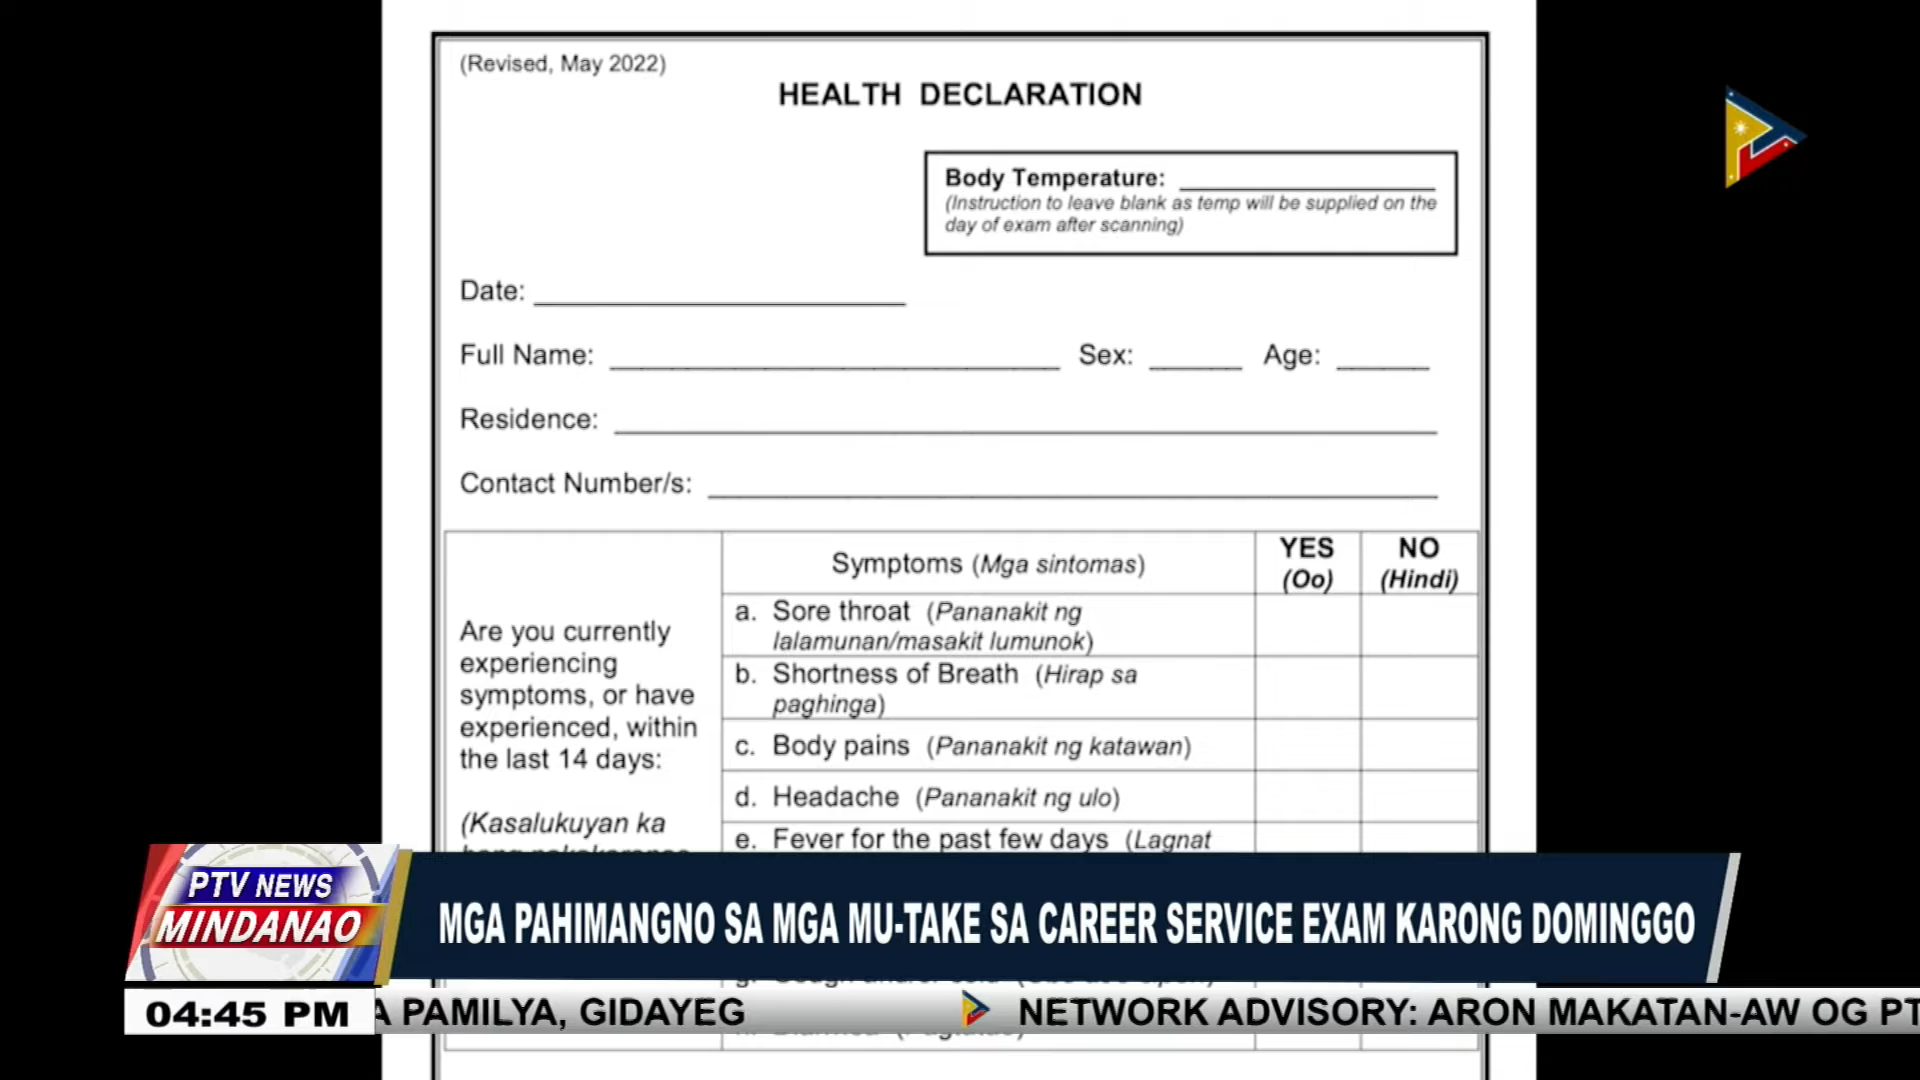 (Revised, May 2022)
HEALTH DECLARATION
Body Temperature:
(Instruction to leave blank as temp will be supplied on the
day of exam after scanning)
Date:
Full Name: Sex: Age:
Residence:
Contact Number/s:
Symptoms (Mga sintomas)
YES
(Oo)
NO
(Hindi)
Are you currently
experiencing
symptoms, or have
experienced, within
the last 14 days:
(Kasalukuyan ka
a. Sore throat (Pananakit ng
lalamunan/masakit lumunok)
b. Shortness of Breath (Hirap sa
paghinga)
c. Body pains (Pananakit ng katawan)
d. Headache (Pananakit ng ulo)
e. Fever for the past few days (Lagnat
PTV NEWS
MINDANAO
MGA PAHIMANGNO SA MGA MU-TAKE SA CAREER SERVICE EXAM KARONG DOMINGGO
04:45 PM
A PAMILYA, GIDAYEG
NETWORK ADVISORY: ARON MAKATAN-AW OG PT